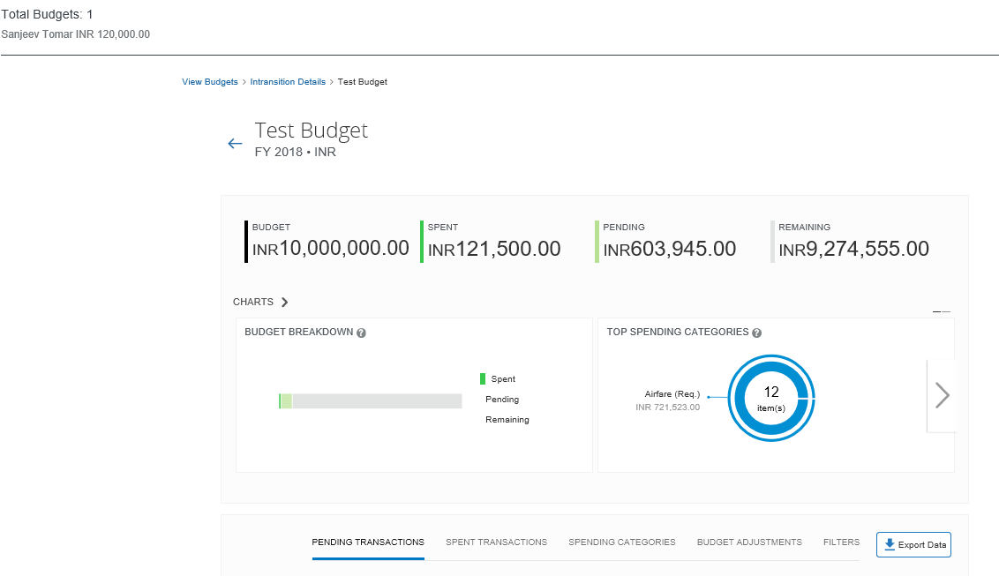 Total Budgets: 1
Sanjeev Tomar INR 120,000.00
View Budgets > Intransition Details > Test Budget
Test Budget
FY 2018 • INR
BUDGET
INR10,000,000.00
SPENT
INR121,500.00
PENDING
INR603,945.00
REMAINING
INR9,274,555.00
CHARTS
BUDGET BREAKDOWN ?
Spent
Pending
Remaining
TOP SPENDING CATEGORIES ?
Airfare (Req.)
INR 721,523.00
12
item(s)
PENDING TRANSACTIONS SPENT TRANSACTIONS SPENDING CATEGORIES BUDGET ADJUSTMENTS FILTERS Export Data